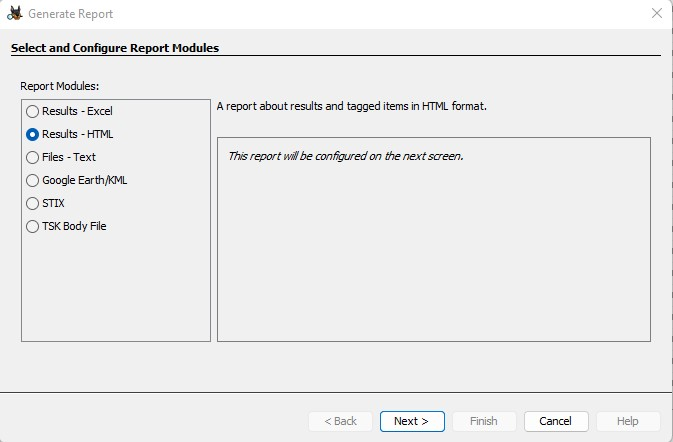 Generate Report
Select and Configure Report Modules
Report Modules:
Results - Excel
Results - HTML
Files - Text
Google Earth/KML
STIX
TSK Body File
A report about results and tagged items in HTML format.
This report will be configured on the next screen.
< Back
Next >
Finish
Cancel
Help